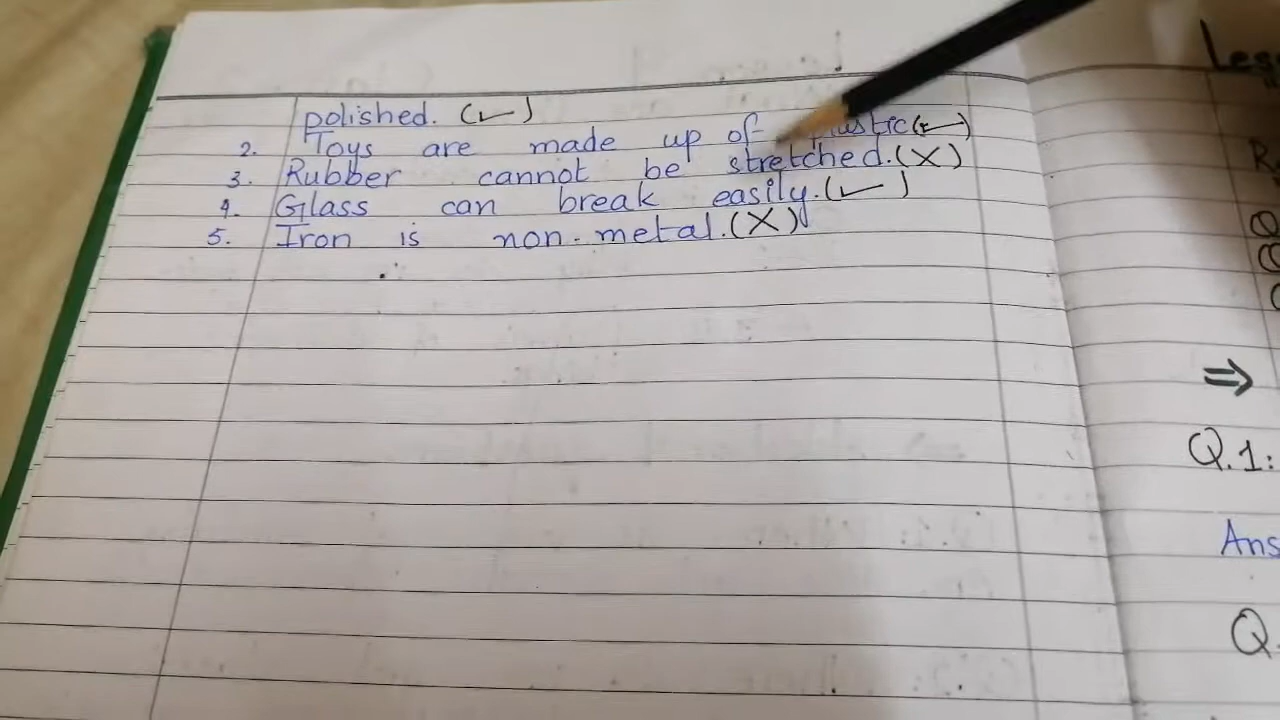 polished. (✓)
2. Toys are made up of plastic (✓)
3. Rubber cannot be stretched. (X)
4. Glass can break easily. (✓)
5. Iron is non-metal. (X)
Les
Q
⇒
Q.1:
Ans
Q.